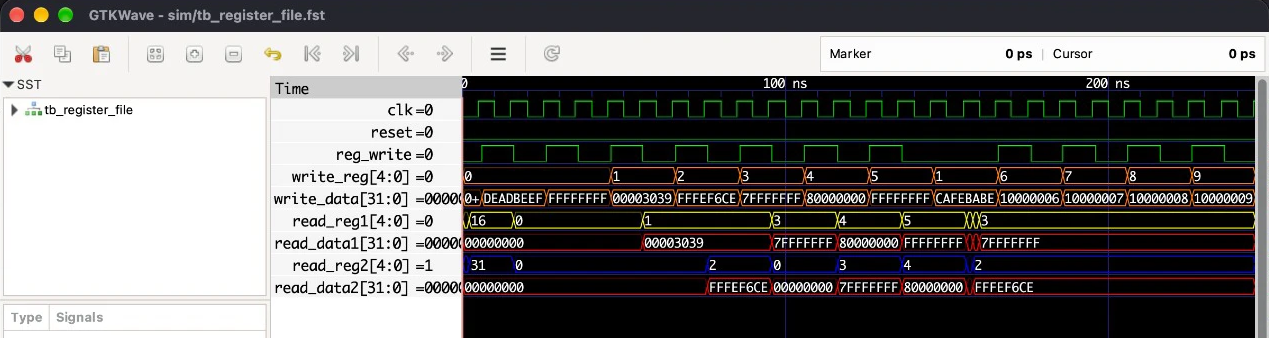 GTKWave - sim/tb_register_file.fst
Marker 0 ps | Cursor 0 ps
SST
tb_register_file
Type Signals
Time
0 100 ns 200 ns
clk =0
reset =0
reg_write =0
write_reg[4:0] =0 0 1 2 3 4 5 1 6 7 8 9
write_data[31:0] =0000 0+ DEADBEEF FFFFFFFF 00003039 FFFEF6CE 7FFFFFFF 80000000 FFFFFFFF CAFEBABE 10000006 10000007 10000008 10000009
read_reg1[4:0] =0 16 0 1 3 4 5 3
read_data1[31:0] =0000 00000000 00003039 7FFFFFFF 80000000 FFFFFFFF 7FFFFFFF
read_reg2[4:0] =1 31 0 2 0 3 4 2
read_data2[31:0] =0000 00000000 FFFEF6CE 00000000 7FFFFFFF 80000000 FFFEF6CE